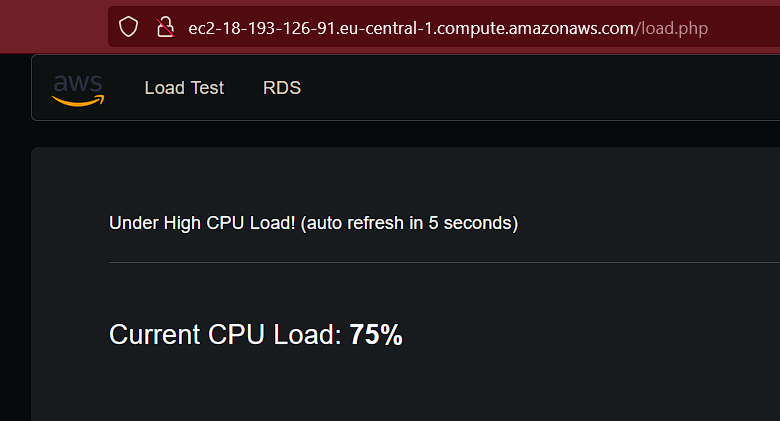 ec2-18-193-126-91.eu-central-1.compute.amazonaws.com/load.php
aws
Load Test
RDS
Under High CPU Load! (auto refresh in 5 seconds)
Current CPU Load: 75%